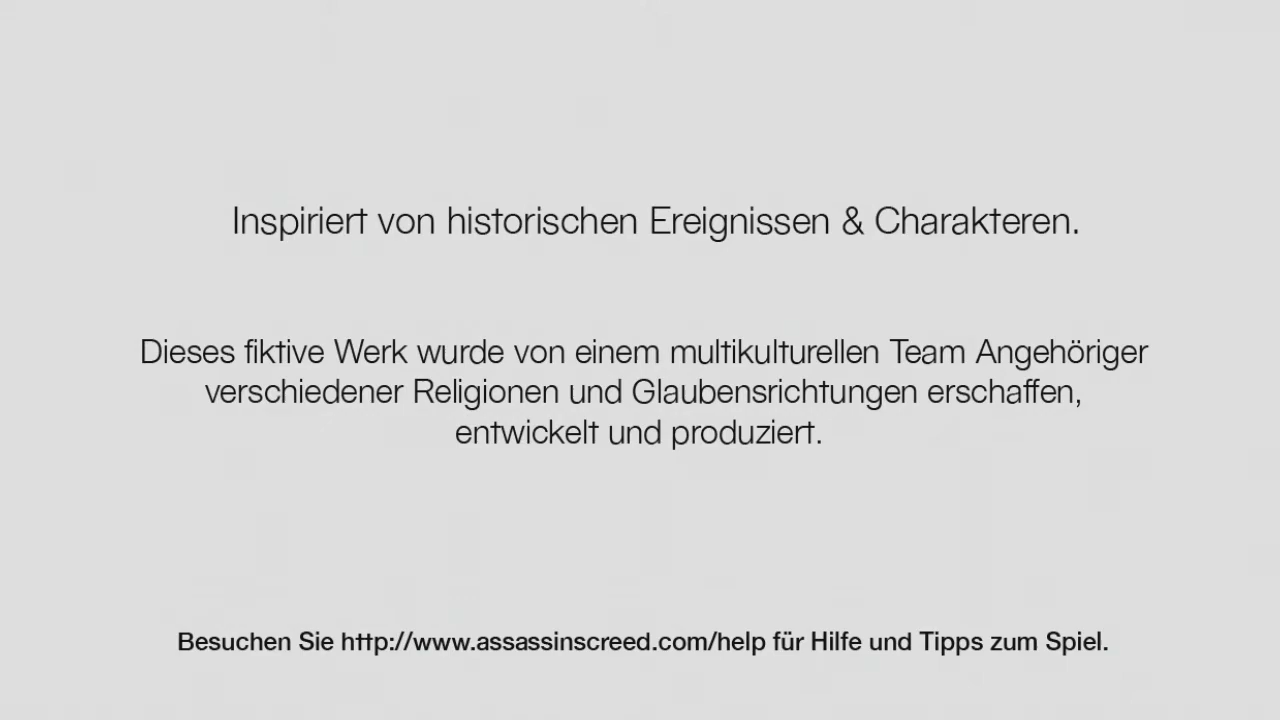 Inspiriert von historischen Ereignissen & Charakteren.
Dieses fiktive Werk wurde von einem multikulturellen Team Angehöriger
verschiedener Religionen und Glaubensrichtungen erschaffen,
entwickelt und produziert.
Besuchen Sie http://www.assassinscreed.com/help für Hilfe und Tipps zum Spiel.